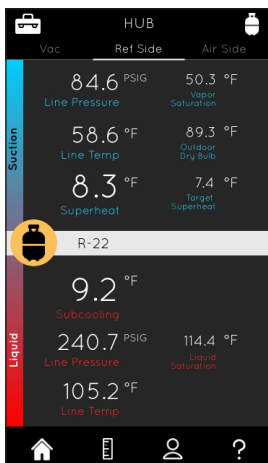 HUB
Vac Ref Side Air Side
84.6 PSIG 50.3 °F
Line Pressure Vapor Saturation
58.6 °F 89.3 °F
Line Temp Outdoor Dry Bulb
8.3 °F 7.4 °F
Superheat Target Superheat
Suction
R-22
9.2 °F
Subcooling
240.7 PSIG 114.4 °F
Line Pressure Liquid Saturation
105.2 °F
Line Temp
Liquid
?